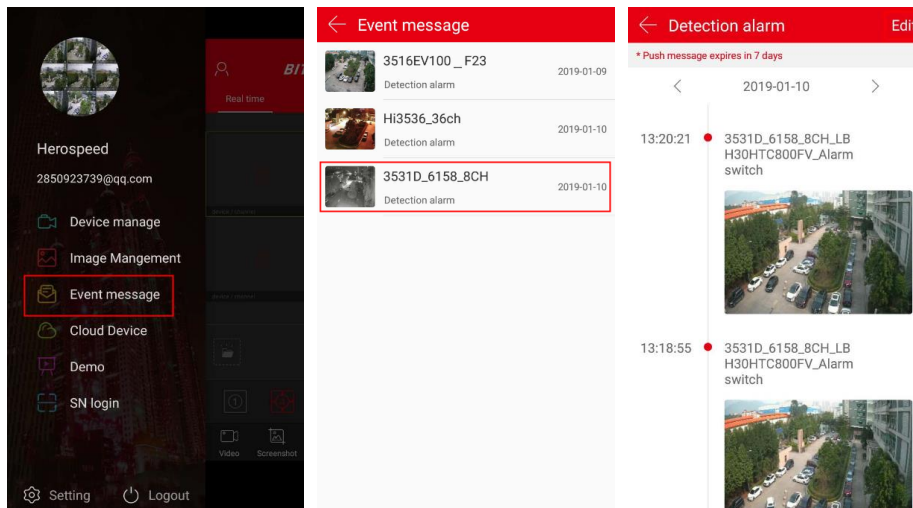 Herospeed
2850923739@qq.com
Device manage
Image Mangement
Event message
Cloud Device
Demo
SN login
Setting
Logout
Real time
Video
Screenshot
Event message
3516EV100 _ F23
Detection alarm
2019-01-09
Hi3536_36ch
Detection alarm
2019-01-10
3531D_6158_8CH
Detection alarm
2019-01-10
Detection alarm
* Push message expires in 7 days
2019-01-10
13:20:21
3531D_6158_8CH_LB
H30HTC800FV_Alarm
switch
13:18:55
3531D_6158_8CH_LB
H30HTC800FV_Alarm
switch